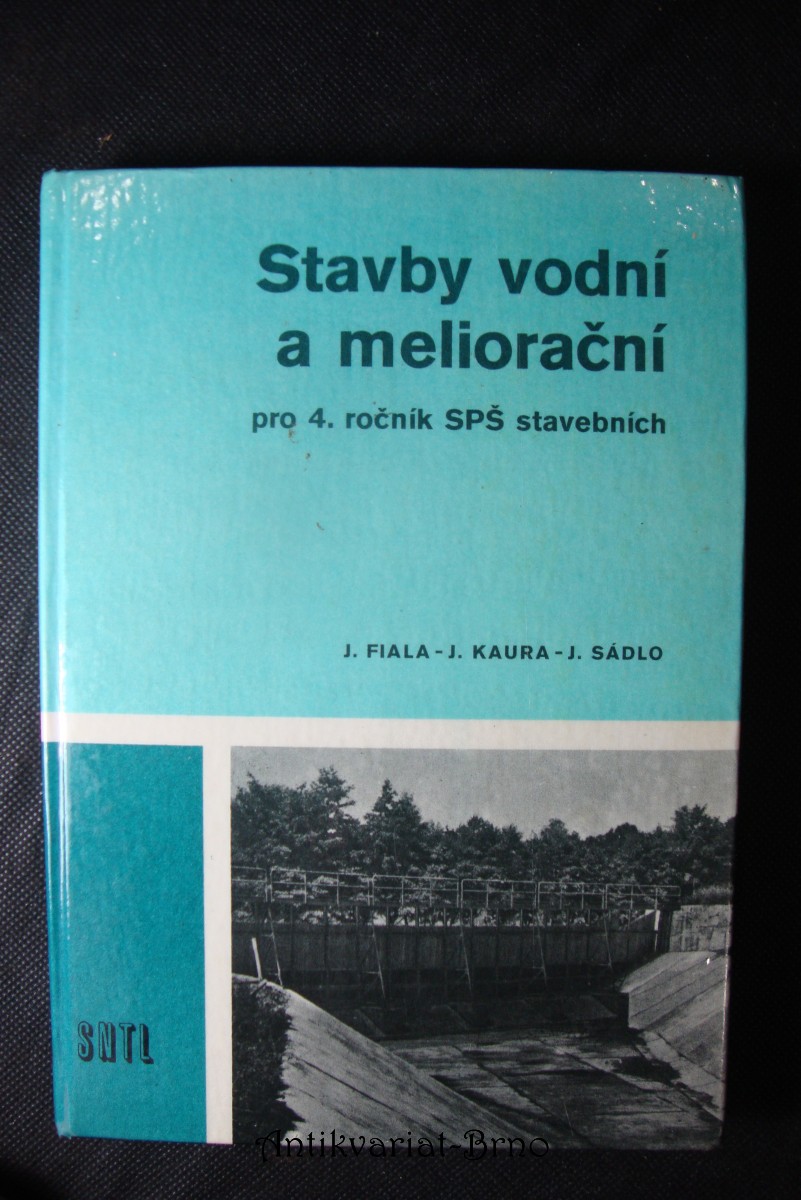 Stavby vodní
a meliorační
pro 4. ročník SPŠ stavebních
J. FIALA - J. KAURA - J. SÁDLO
SNTL
Antikvariat-Brno